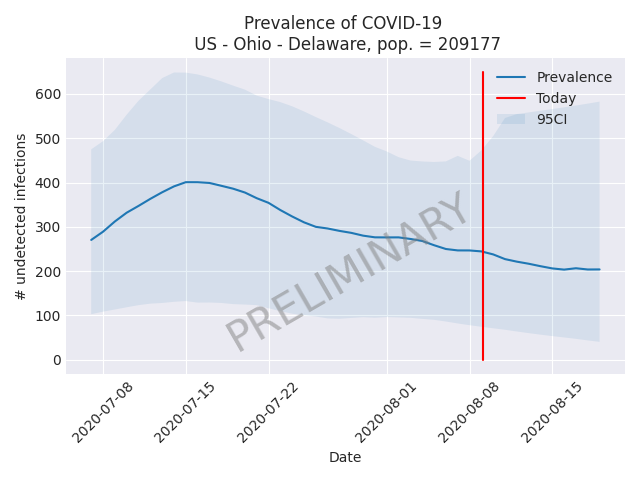 Prevalence of COVID-19
US - Ohio - Delaware, pop. = 209177
Prevalence
Today
95CI
600
500
400
300
200
100
0
# undetected infections
PRELIMINARY
2020-07-08
2020-07-15
2020-07-22
2020-08-01
2020-08-08
2020-08-15
Date